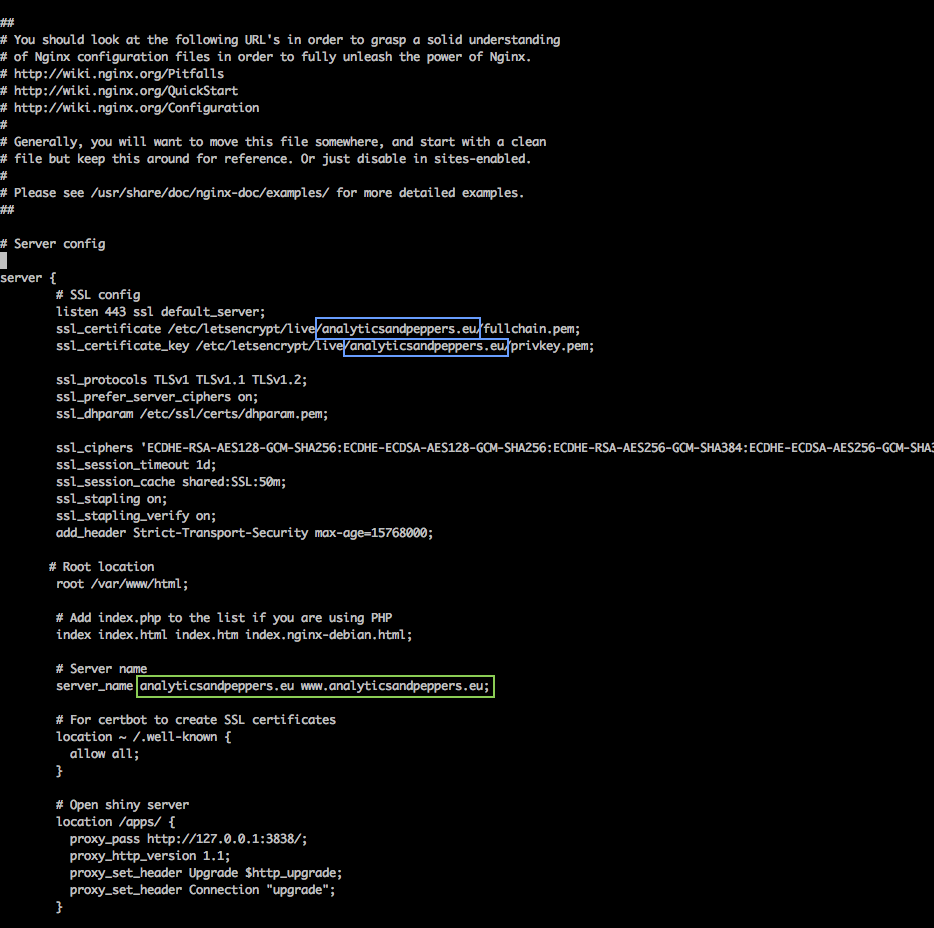 ##
# You should look at the following URL's in order to grasp a solid understanding
# of Nginx configuration files in order to fully unleash the power of Nginx.
# http://wiki.nginx.org/Pitfalls
# http://wiki.nginx.org/QuickStart
# http://wiki.nginx.org/Configuration
#
# Generally, you will want to move this file somewhere, and start with a clean
# file but keep this around for reference. Or just disable in sites-enabled.
#
# Please see /usr/share/doc/nginx-doc/examples/ for more detailed examples.
##
# Server config
server {
# SSL config
listen 443 ssl default_server;
ssl_certificate /etc/letsencrypt/live/analyticsandpeppers.eu/fullchain.pem;
ssl_certificate_key /etc/letsencrypt/live/analyticsandpeppers.eu/privkey.pem;
ssl_protocols TLSv1 TLSv1.1 TLSv1.2;
ssl_prefer_server_ciphers on;
ssl_dhparam /etc/ssl/certs/dhparam.pem;
ssl_ciphers 'ECDHE-RSA-AES128-GCM-SHA256:ECDHE-ECDSA-AES128-GCM-SHA256:ECDHE-RSA-AES256-GCM-SHA384:ECDHE-ECDSA-AES256-GCM-SHA3
ssl_session_timeout 1d;
ssl_session_cache shared:SSL:50m;
ssl_stapling on;
ssl_stapling_verify on;
add_header Strict-Transport-Security max-age=15768000;
# Root location
root /var/www/html;
# Add index.php to the list if you are using PHP
index index.html index.htm index.nginx-debian.html;
# Server name
server_name analyticsandpeppers.eu www.analyticsandpeppers.eu;
# For certbot to create SSL certificates
location ~ /.well-known {
allow all;
}
# Open shiny server
location /apps/ {
proxy_pass http://127.0.0.1:3838/;
proxy_http_version 1.1;
proxy_set_header Upgrade $http_upgrade;
proxy_set_header Connection "upgrade";
}